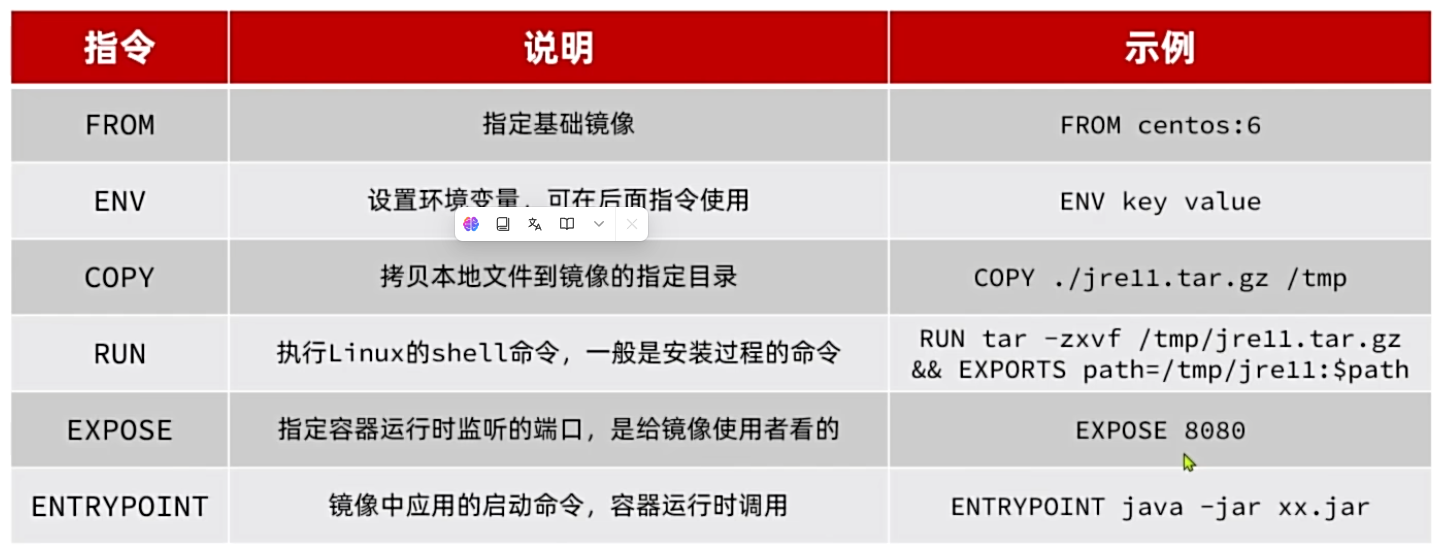 指令 说明 示例
FROM 指定基础镜像 FROM centos:6
ENV 设置环境变量，可在后面指令使用 ENV key value
COPY 拷贝本地文件到镜像的指定目录 COPY ./jre11.tar.gz /tmp
RUN 执行Linux的shell命令，一般是安装过程的命令 RUN tar -zxvf /tmp/jre11.tar.gz
&& EXPORTS path=/tmp/jre11:$path
EXPOSE 指定容器运行时监听的端口，是给镜像使用者看的 EXPOSE 8080
ENTRYPOINT 镜像中应用的启动命令，容器运行时调用 ENTRYPOINT java -jar xx.jar